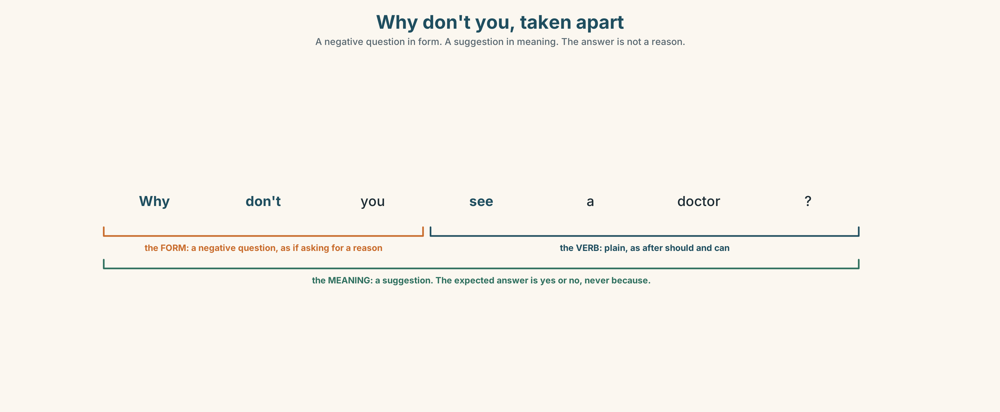 Why don't you, taken apart
A negative question in form. A suggestion in meaning. The answer is not a reason.
Why don't you see a doctor ?
the FORM: a negative question, as if asking for a reason
the VERB: plain, as after should and can
the MEANING: a suggestion. The expected answer is yes or no, never because.